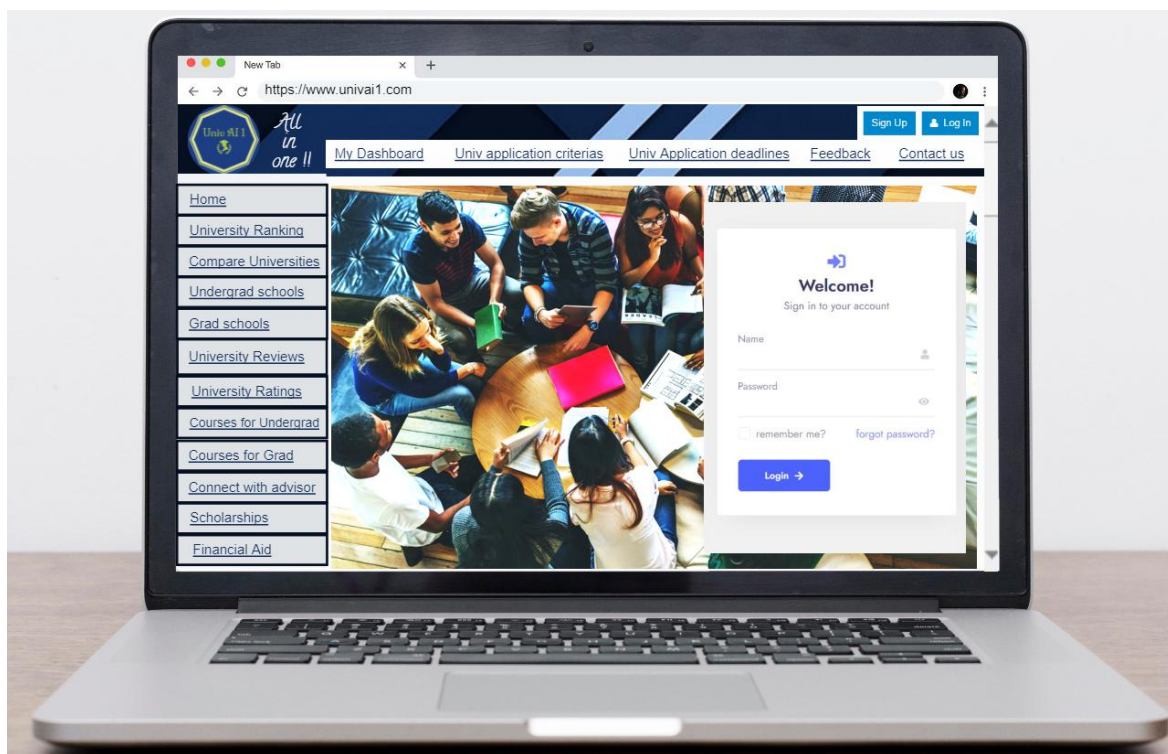 New Tab
https://www.univai1.com
Univ AI 1
All
in
one !!
Sign Up
Log In
My Dashboard
Univ application criterias
Univ Application deadlines
Feedback
Contact us
Home
University Ranking
Compare Universities
Undergrad schools
Grad schools
University Reviews
University Ratings
Courses for Undergrad
Courses for Grad
Connect with advisor
Scholarships
Financial Aid
Welcome!
Sign in to your account
Name
Password
remember me?
forgot password?
Login